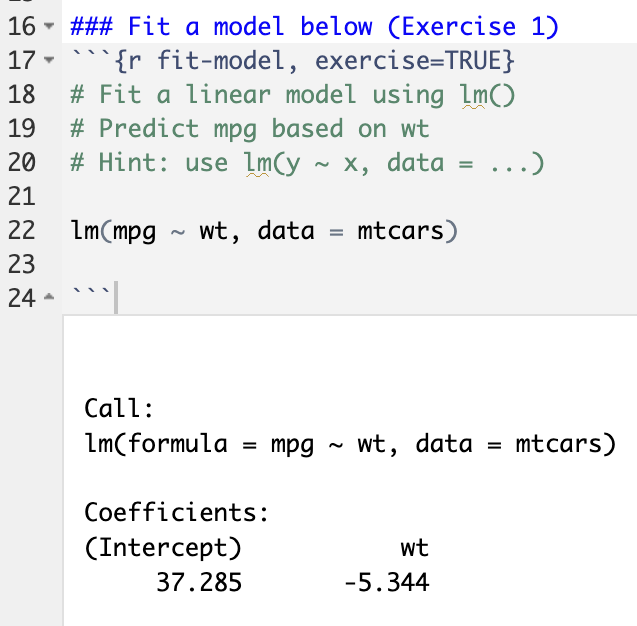 16 ### Fit a model below (Exercise 1)
17 ```{r fit-model, exercise=TRUE}
18 # Fit a linear model using lm()
19 # Predict mpg based on wt
20 # Hint: use lm(y ~ x, data = ...)
21
22 lm(mpg ~ wt, data = mtcars)
23
24 ```
Call:
lm(formula = mpg ~ wt, data = mtcars)
Coefficients:
(Intercept)           wt
     37.285       -5.344